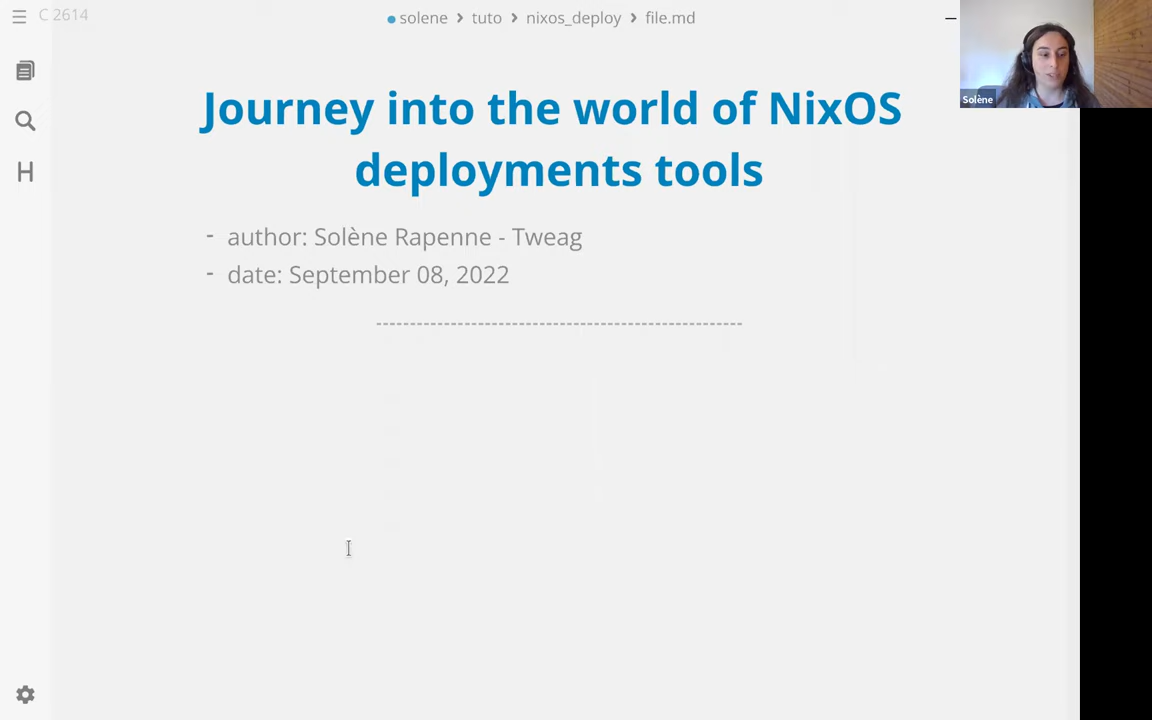 C 2614
solene > tuto > nixos_deploy > file.md
Solène
H
Journey into the world of NixOS
deployments tools
- author: Solène Rapenne - Tweag
- date: September 08, 2022